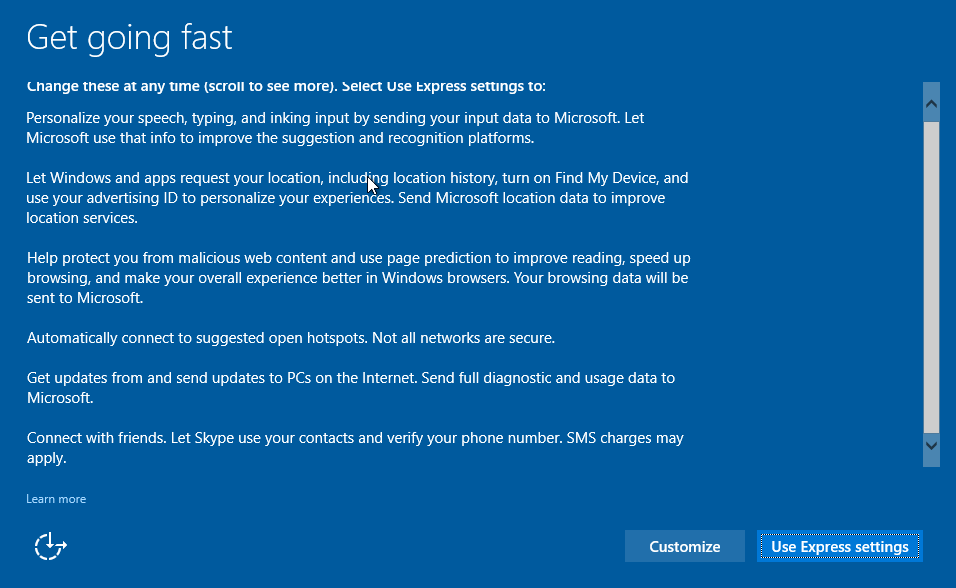 Get going fast
Change these at any time (scroll to see more). Select Use Express settings to:
Personalize your speech, typing, and inking input by sending your input data to Microsoft. Let
Microsoft use that info to improve the suggestion and recognition platforms.
Let Windows and apps request your location, including location history, turn on Find My Device, and
use your advertising ID to personalize your experiences. Send Microsoft location data to improve
location services.
Help protect you from malicious web content and use page prediction to improve reading, speed up
browsing, and make your overall experience better in Windows browsers. Your browsing data will be
sent to Microsoft.
Automatically connect to suggested open hotspots. Not all networks are secure.
Get updates from and send updates to PCs on the Internet. Send full diagnostic and usage data to
Microsoft.
Connect with friends. Let Skype use your contacts and verify your phone number. SMS charges may
apply.
Learn more
Customize
Use Express settings